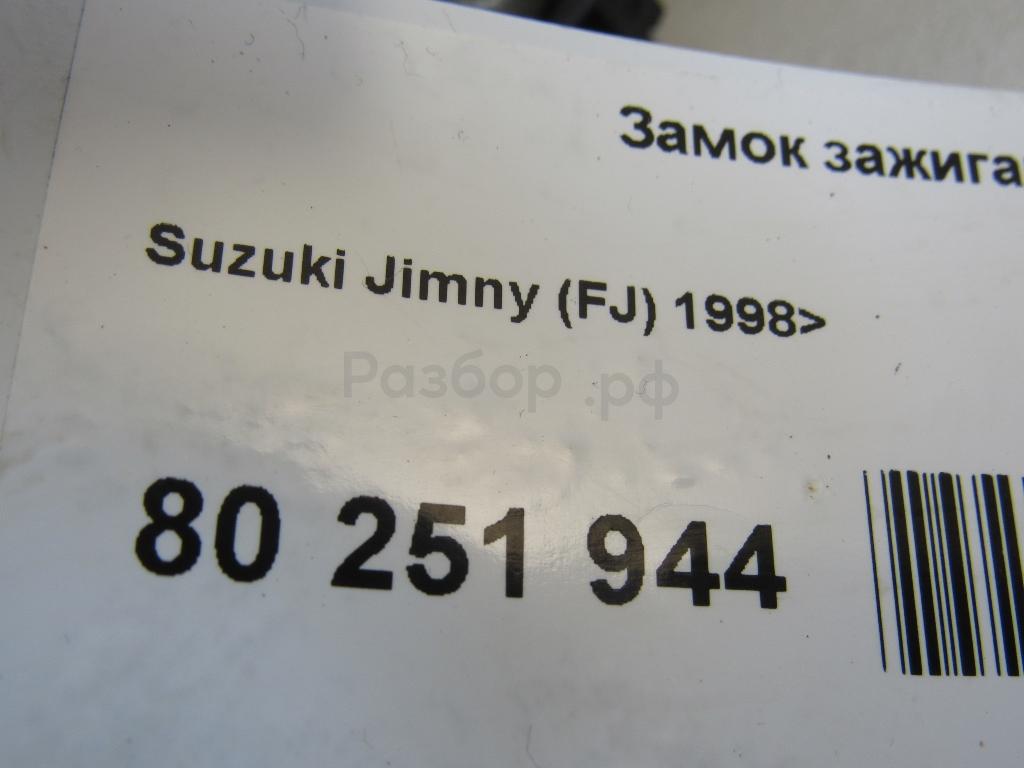 Замок зажига
Suzuki Jimny (FJ) 1998>
Разбор.рф
80 251 944